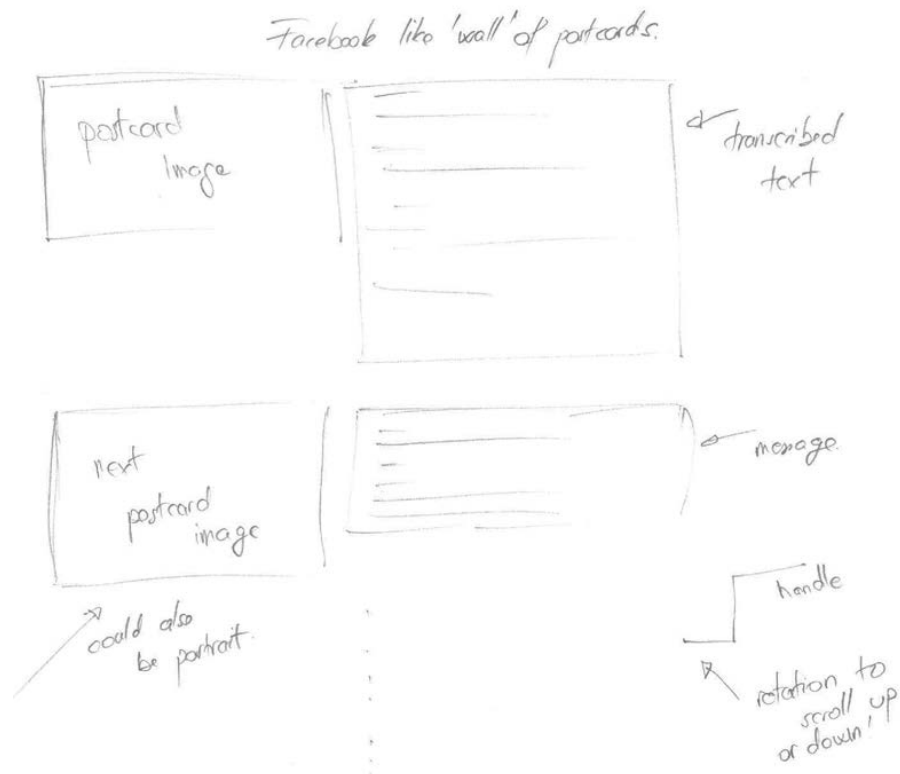 Facebook like 'wall' of postcards.
postcard
image
transcribed
text
next
postcard
image
message.
could also
be portrait.
handle
rotation to
scroll up
or down!